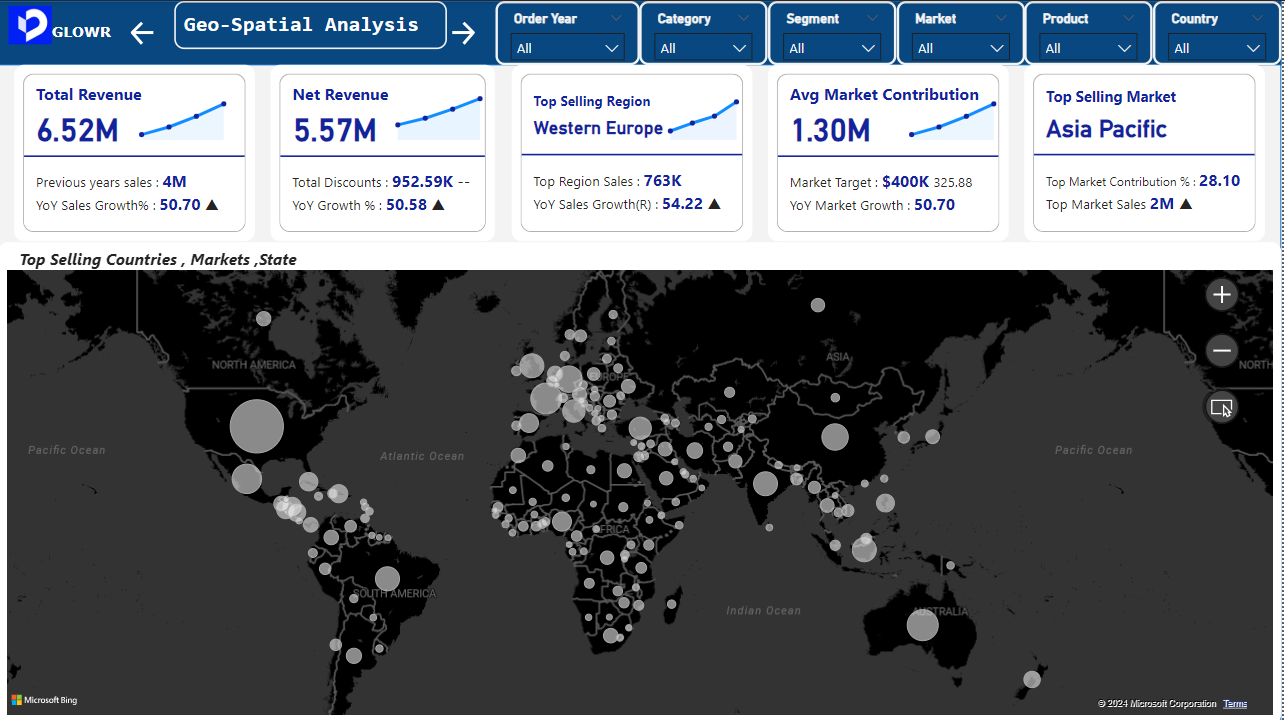 GLOWR
Geo-Spatial Analysis
Order Year
All
Category
All
Segment
All
Market
All
Product
All
Country
All
Total Revenue
6.52M
Previous years sales : 4M
YoY Sales Growth% : 50.70 ▲
Net Revenue
5.57M
Total Discounts : 952.59K --
YoY Growth % : 50.58 ▲
Top Selling Region
Western Europe
Top Region Sales : 763K
YoY Sales Growth(R) : 54.22 ▲
Avg Market Contribution
1.30M
Market Target : $400K 325.88
YoY Market Growth : 50.70
Top Selling Market
Asia Pacific
Top Market Contribution % : 28.10
Top Market Sales 2M ▲
Top Selling Countries , Markets ,State
NORTH AMERICA
EUROPE
ASIA
NORTH
Pacific Ocean
Atlantic Ocean
Pacific Ocean
AFRICA
SOUTH AMERICA
Indian Ocean
AUSTRALIA
Microsoft Bing
© 2024 Microsoft Corporation Terms